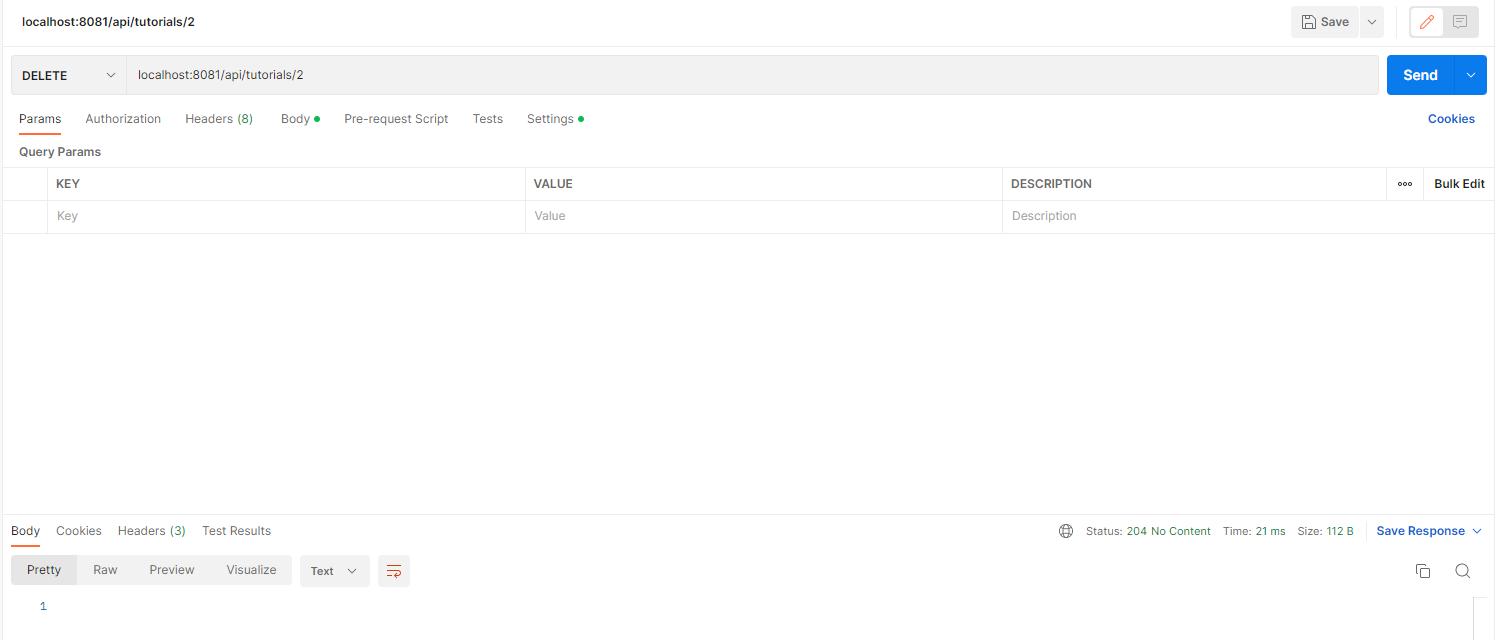 localhost:8081/api/tutorials/2 Save
DELETE localhost:8081/api/tutorials/2 Send
Params Authorization Headers (8) Body Pre-request Script Tests Settings Cookies
Query Params
KEY VALUE DESCRIPTION Bulk Edit
Key Value Description
Body Cookies Headers (3) Test Results Status: 204 No Content Time: 21 ms Size: 112 B Save Response
Pretty Raw Preview Visualize Text
1